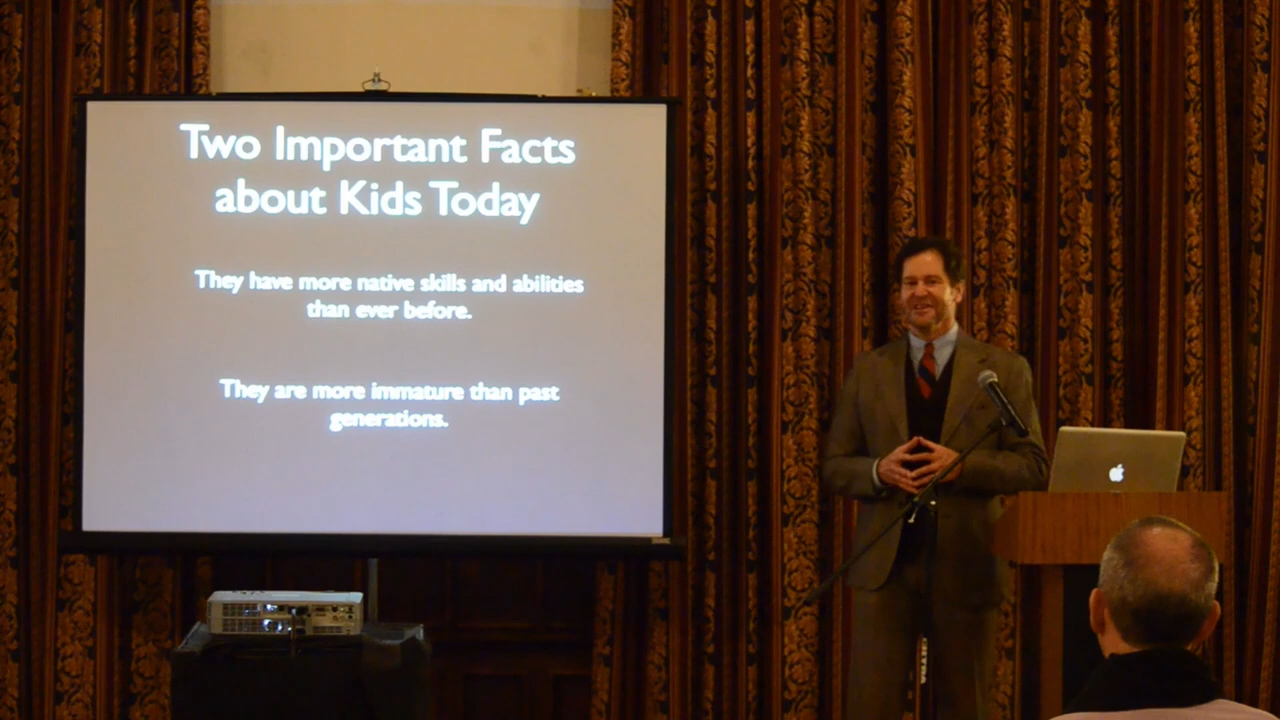 Two Important Facts
about Kids Today
They have more native skills and abilities
than ever before.
They are more immature than past
generations.